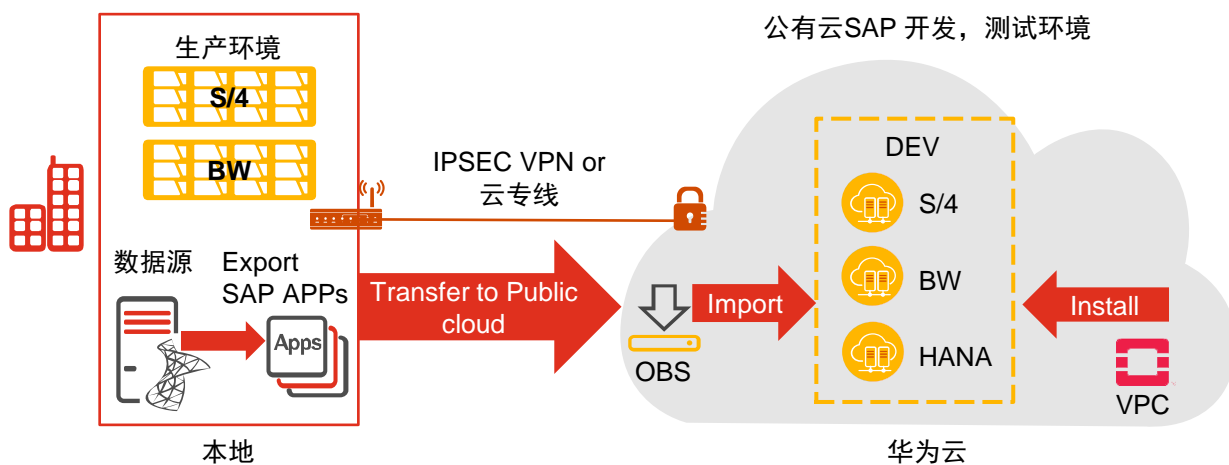 公有云SAP 开发，测试环境
生产环境
S/4
BW
IPSEC VPN or
云专线
数据源
Export
SAP APPs
Apps
Transfer to Public
cloud
OBS
Import
DEV
S/4
BW
HANA
Install
VPC
本地
华为云